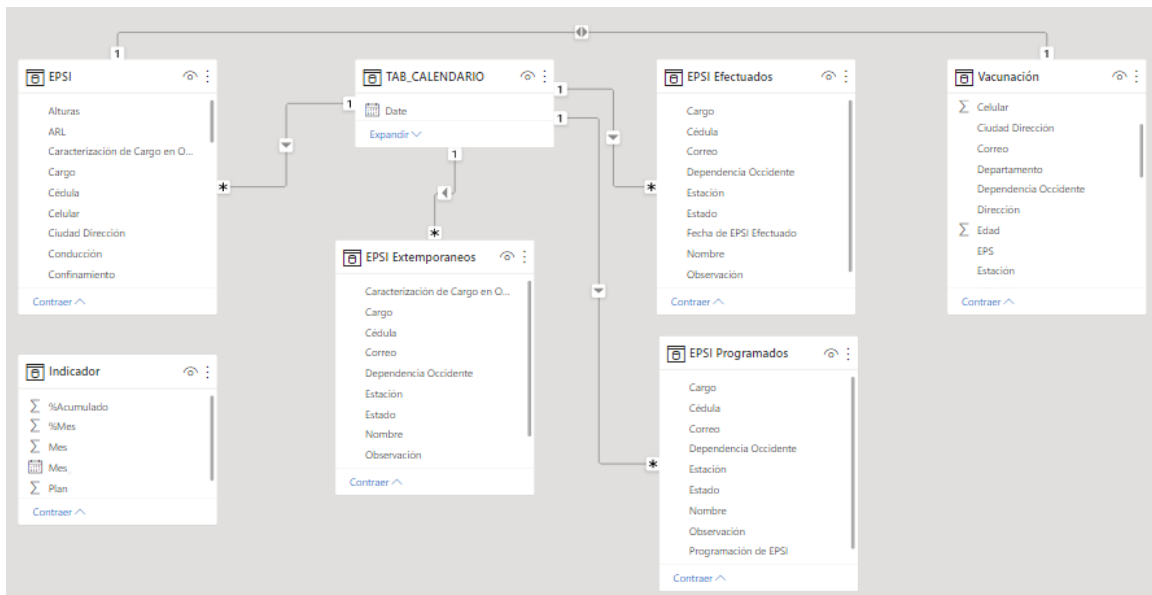 1
1
EPSI
Alturas
ARL
Caracterización de Cargo en O...
Cargo
Cédula
Celular
Ciudad Dirección
Conducción
Confinamiento
Contraer
TAB_CALENDARIO
Date
Expandir
1
1
1
1
*
*
*
*
EPSI Efectuados
Cargo
Cédula
Correo
Dependencia Occidente
Estación
Estado
Fecha de EPSI Efectuado
Nombre
Observación
Contraer
Vacunación
Celular
Ciudad Dirección
Correo
Departamento
Dependencia Occidente
Dirección
Edad
EPS
Estación
Contraer
EPSI Extemporaneos
Caracterización de Cargo en O...
Cargo
Cédula
Correo
Dependencia Occidente
Estación
Estado
Nombre
Observación
Contraer
Indicador
%Acumulado
%Mes
Mes
Mes
Plan
Contraer
EPSI Programados
Cargo
Cédula
Correo
Dependencia Occidente
Estación
Estado
Nombre
Observación
Programación de EPSI
Contraer